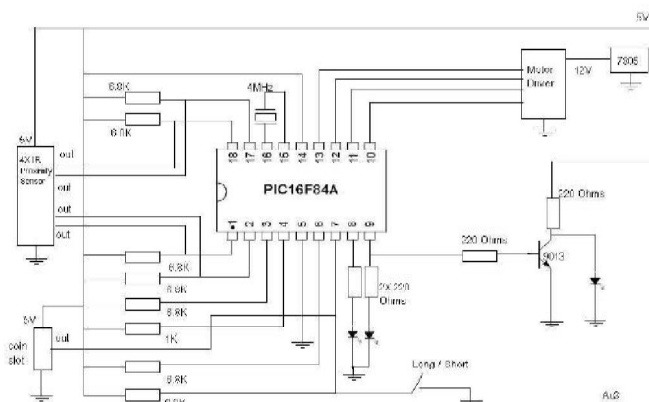 5V
Motor
Driver
12V
7805
6.8K
4MHz
6.8K
5V
4XIR
Proximity
Sensor
out
out
out
out
18 17 16 15 14 13 12 11 10
PIC16F84A
1 2 3 4 5 6 7 8 9
220 Ohms
220 Ohms
9013
6.8K
6.8K
6.8K
2X 220
Ohms
5V
coin
slot
out
1K
6.8K
Long / Short